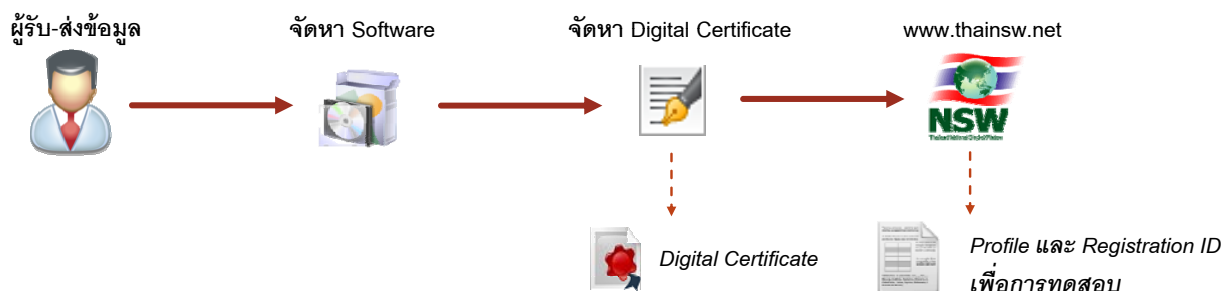 ผู้รับ-ส่งข้อมูล
จัดหา Software
จัดหา Digital Certificate
www.thainsw.net
NSW
Digital Certificate
Profile และ Registration ID
เพื่อการทดสอบ